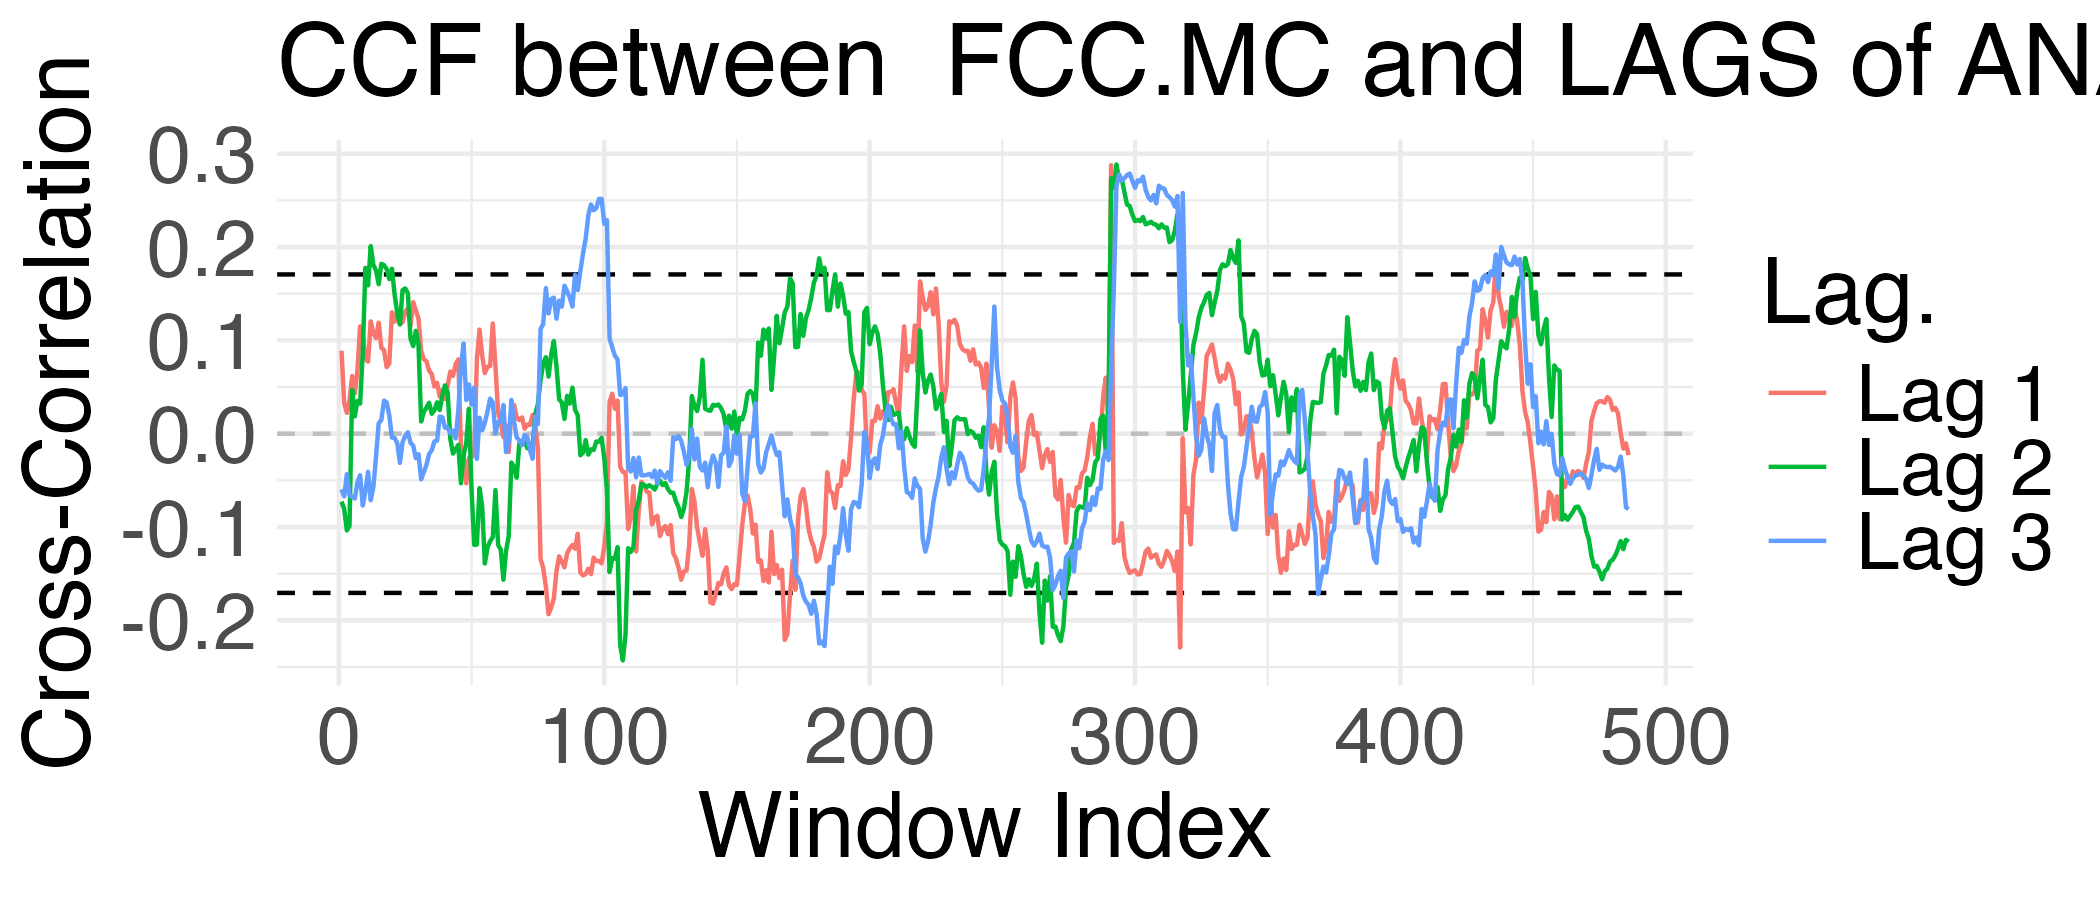 CCF between FCC.MC and LAGS of AN
Cross-Correlation
0.3
0.2
0.1
0.0
-0.1
-0.2
0
100
200
300
400
500
Window Index
Lag.
Lag 1
Lag 2
Lag 3